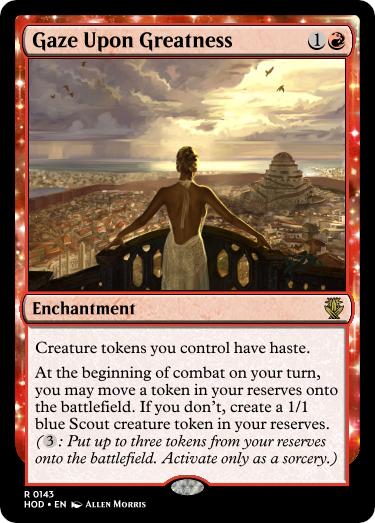 Gaze Upon Greatness 1
Enchantment
Creature tokens you control have haste.
At the beginning of combat on your turn,
you may move a token in your reserves onto
the battlefield. If you don't, create a 1/1
blue Scout creature token in your reserves.
(3: Put up to three tokens from your reserves
onto the battlefield. Activate only as a sorcery.)
R 0143
HOD • EN Allen Morris